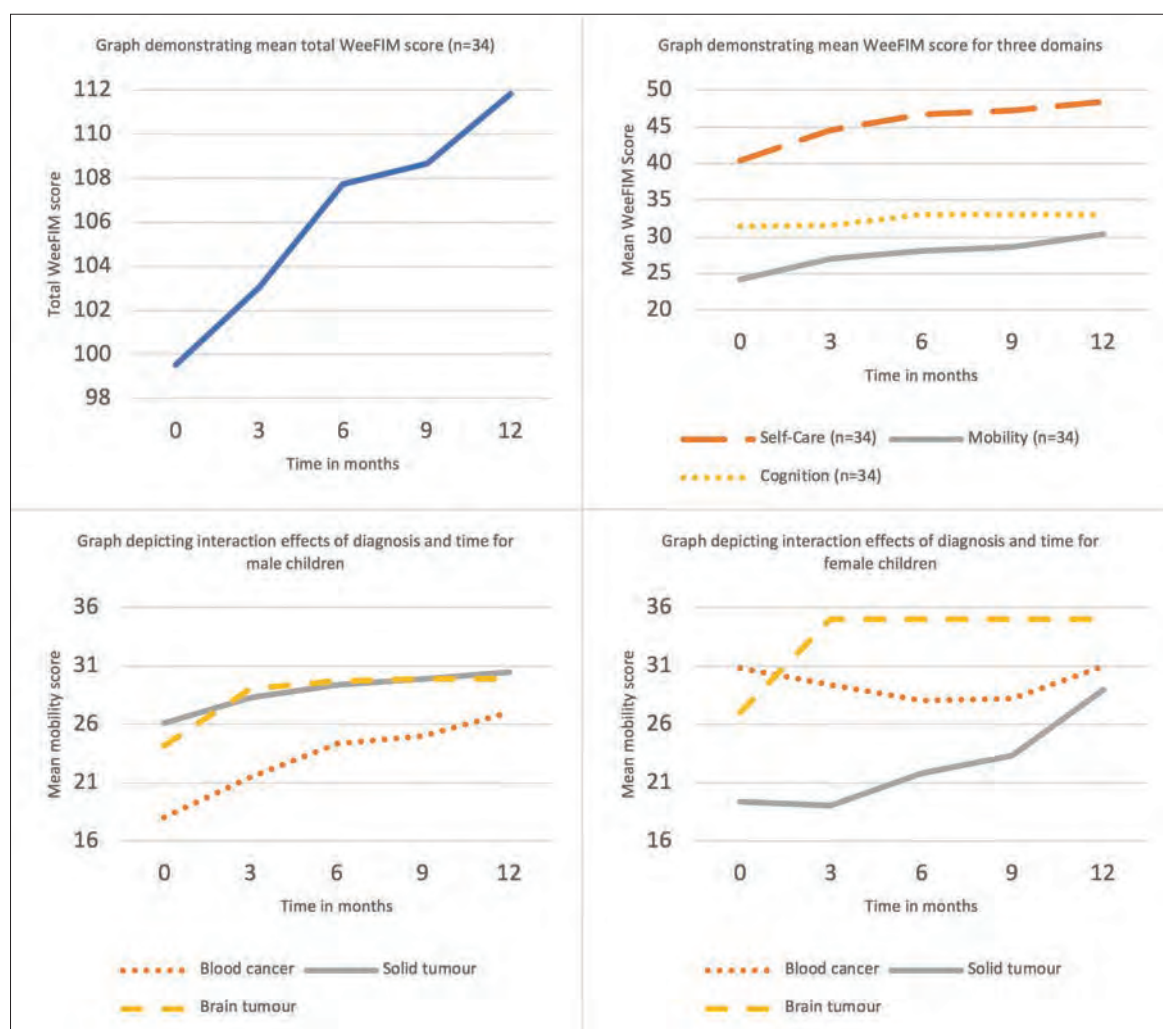 Graph demonstrating mean total WeeFIM score (n=34)
Total WeeFIM score
112
110
108
106
104
102
100
98
0 3 6 9 12
Time in months
Graph demonstrating mean WeeFIM score for three domains
Mean WeeFIM Score
50
45
40
35
30
25
20
0 3 6 9 12
Time in months
Self-Care (n=34) Mobility (n=34)
Cognition (n=34)
Graph depicting interaction effects of diagnosis and time for
male children
Mean mobility score
36
31
26
21
16
0 3 6 9 12
Time in months
Blood cancer Solid tumour
Brain tumour
Graph depicting interaction effects of diagnosis and time for
female children
Mean mobility score
36
31
26
21
16
0 3 6 9 12
Time in months
Blood cancer Solid tumour
Brain tumour